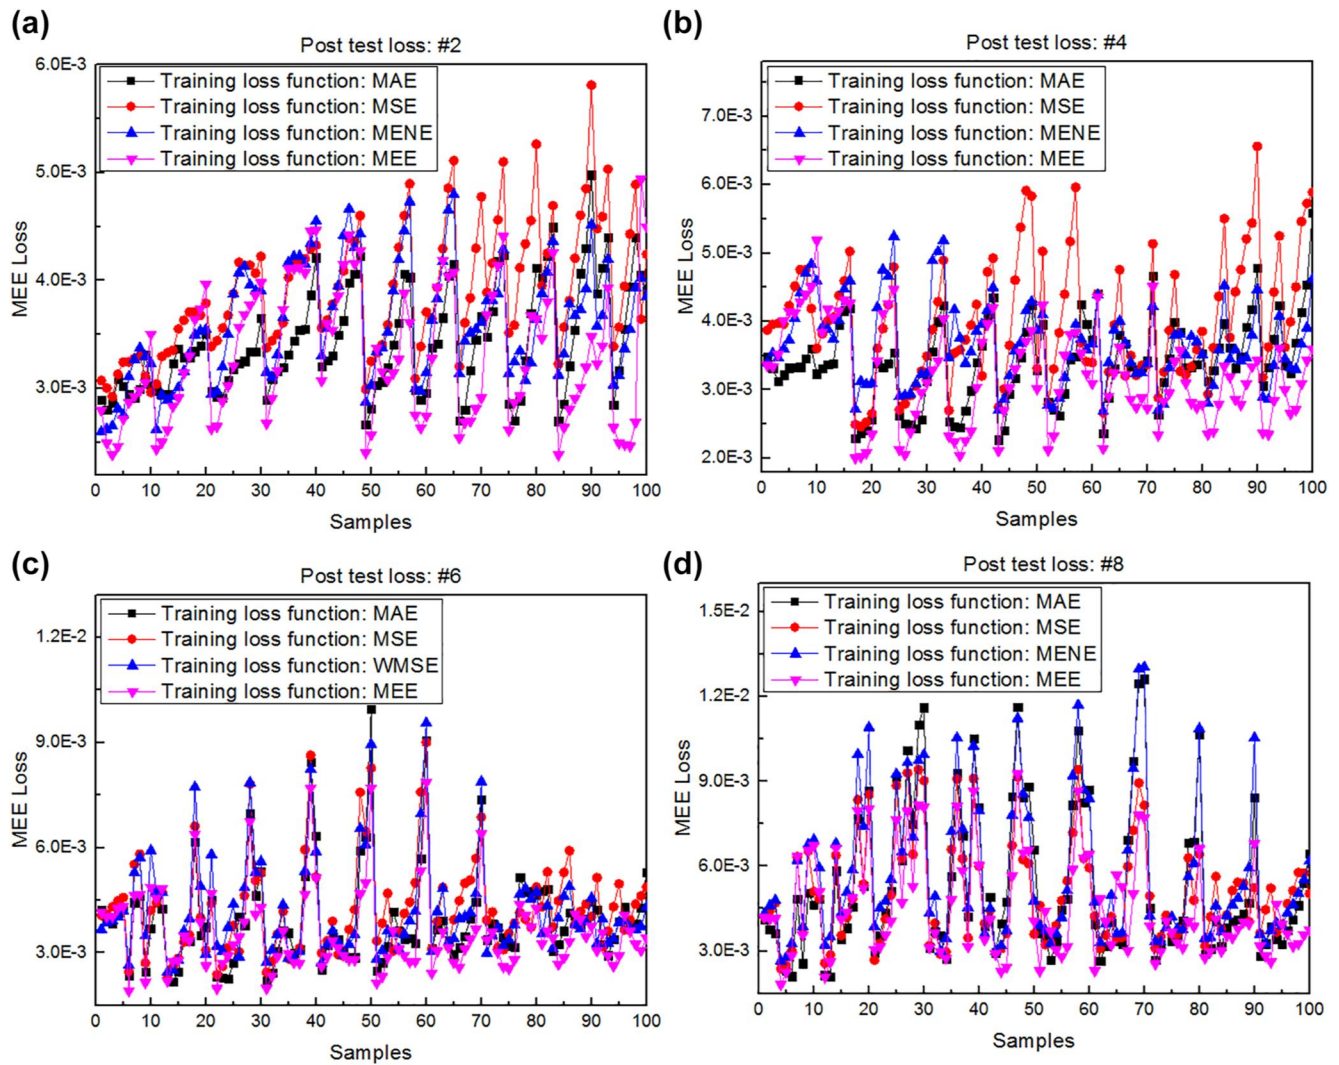 (a)
Post test loss: #2
6.0E-3
5.0E-3
4.0E-3
3.0E-3
MEE Loss
Training loss function: MAE
Training loss function: MSE
Training loss function: MENE
Training loss function: MEE
0 10 20 30 40 50 60 70 80 90 100
Samples
(b)
Post test loss: #4
7.0E-3
6.0E-3
5.0E-3
4.0E-3
3.0E-3
2.0E-3
MEE Loss
Training loss function: MAE
Training loss function: MSE
Training loss function: MENE
Training loss function: MEE
0 10 20 30 40 50 60 70 80 90 100
Samples
(c)
Post test loss: #6
1.2E-2
9.0E-3
6.0E-3
3.0E-3
MEE Loss
Training loss function: MAE
Training loss function: MSE
Training loss function: WMSE
Training loss function: MEE
0 10 20 30 40 50 60 70 80 90 100
Samples
(d)
Post test loss: #8
1.5E-2
1.2E-2
9.0E-3
6.0E-3
3.0E-3
MEE Loss
Training loss function: MAE
Training loss function: MSE
Training loss function: MENE
Training loss function: MEE
0 10 20 30 40 50 60 70 80 90 100
Samples